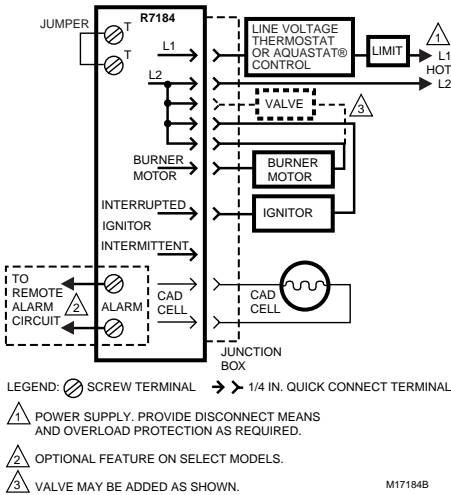 R7184
JUMPER
T
T
L1
L2
LINE VOLTAGE
THERMOSTAT
OR AQUASTAT®
CONTROL
LIMIT
1
L1
HOT
L2
VALVE
3
BURNER
MOTOR
BURNER
MOTOR
INTERRUPTED
IGNITOR
INTERMITTENT
IGNITOR
TO
REMOTE
ALARM
CIRCUIT
2
ALARM
CAD
CELL
CAD
CELL
JUNCTION
BOX
LEGEND: SCREW TERMINAL 1/4 IN. QUICK CONNECT TERMINAL
1 POWER SUPPLY. PROVIDE DISCONNECT MEANS
AND OVERLOAD PROTECTION AS REQUIRED.
2 OPTIONAL FEATURE ON SELECT MODELS.
3 VALVE MAY BE ADDED AS SHOWN.
M17184B